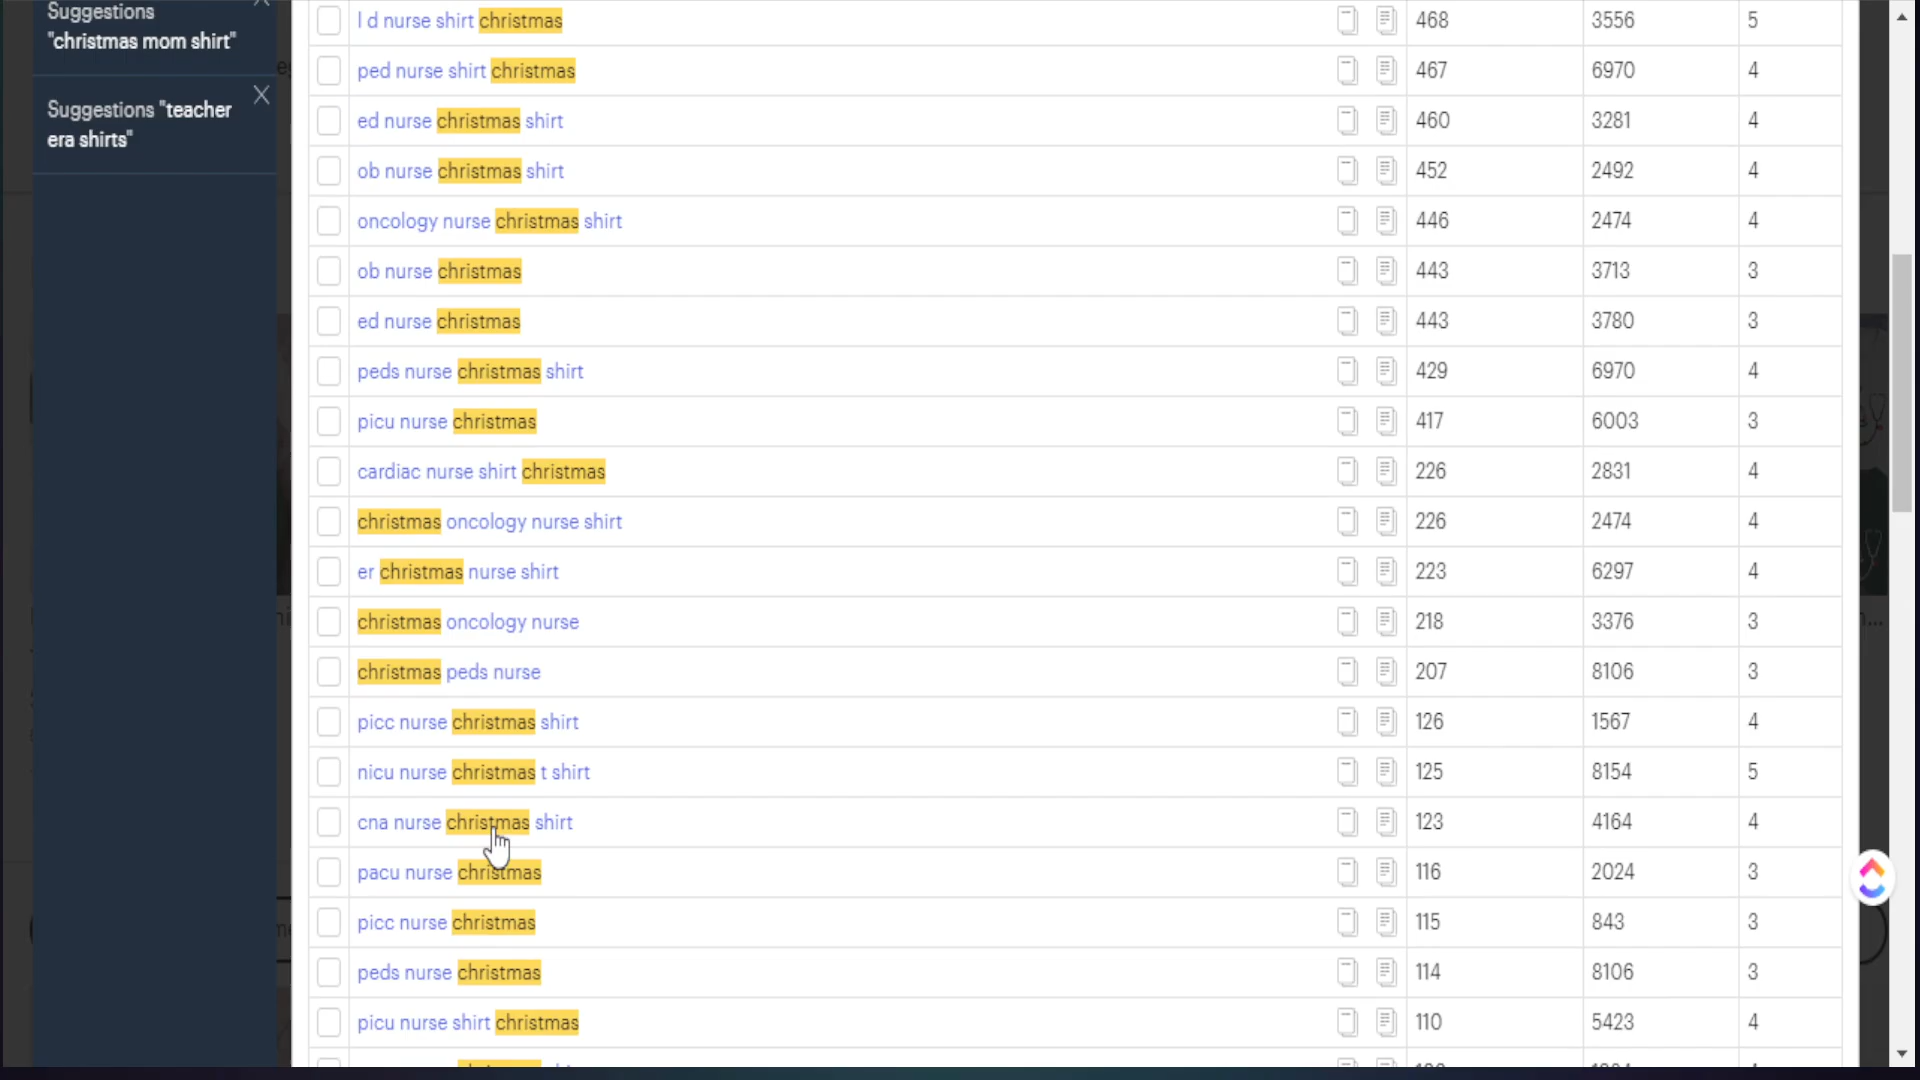 Suggestions
"christmas mom shirt"
Suggestions "teacher
era shirts"
l d nurse shirt christmas 468 3556 5
ped nurse shirt christmas 467 6970 4
ed nurse christmas shirt 460 3281 4
ob nurse christmas shirt 452 2492 4
oncology nurse christmas shirt 446 2474 4
ob nurse christmas 443 3713 3
ed nurse christmas 443 3780 3
peds nurse christmas shirt 429 6970 4
picu nurse christmas 417 6003 3
cardiac nurse shirt christmas 226 2831 4
christmas oncology nurse shirt 226 2474 4
er christmas nurse shirt 223 6297 4
christmas oncology nurse 218 3376 3
christmas peds nurse 207 8106 3
picc nurse christmas shirt 126 1567 4
nicu nurse christmas t shirt 125 8154 5
cna nurse christmas shirt 123 4164 4
pacu nurse christmas 116 2024 3
picc nurse christmas 115 843 3
peds nurse christmas 114 8106 3
picu nurse shirt christmas 110 5423 4